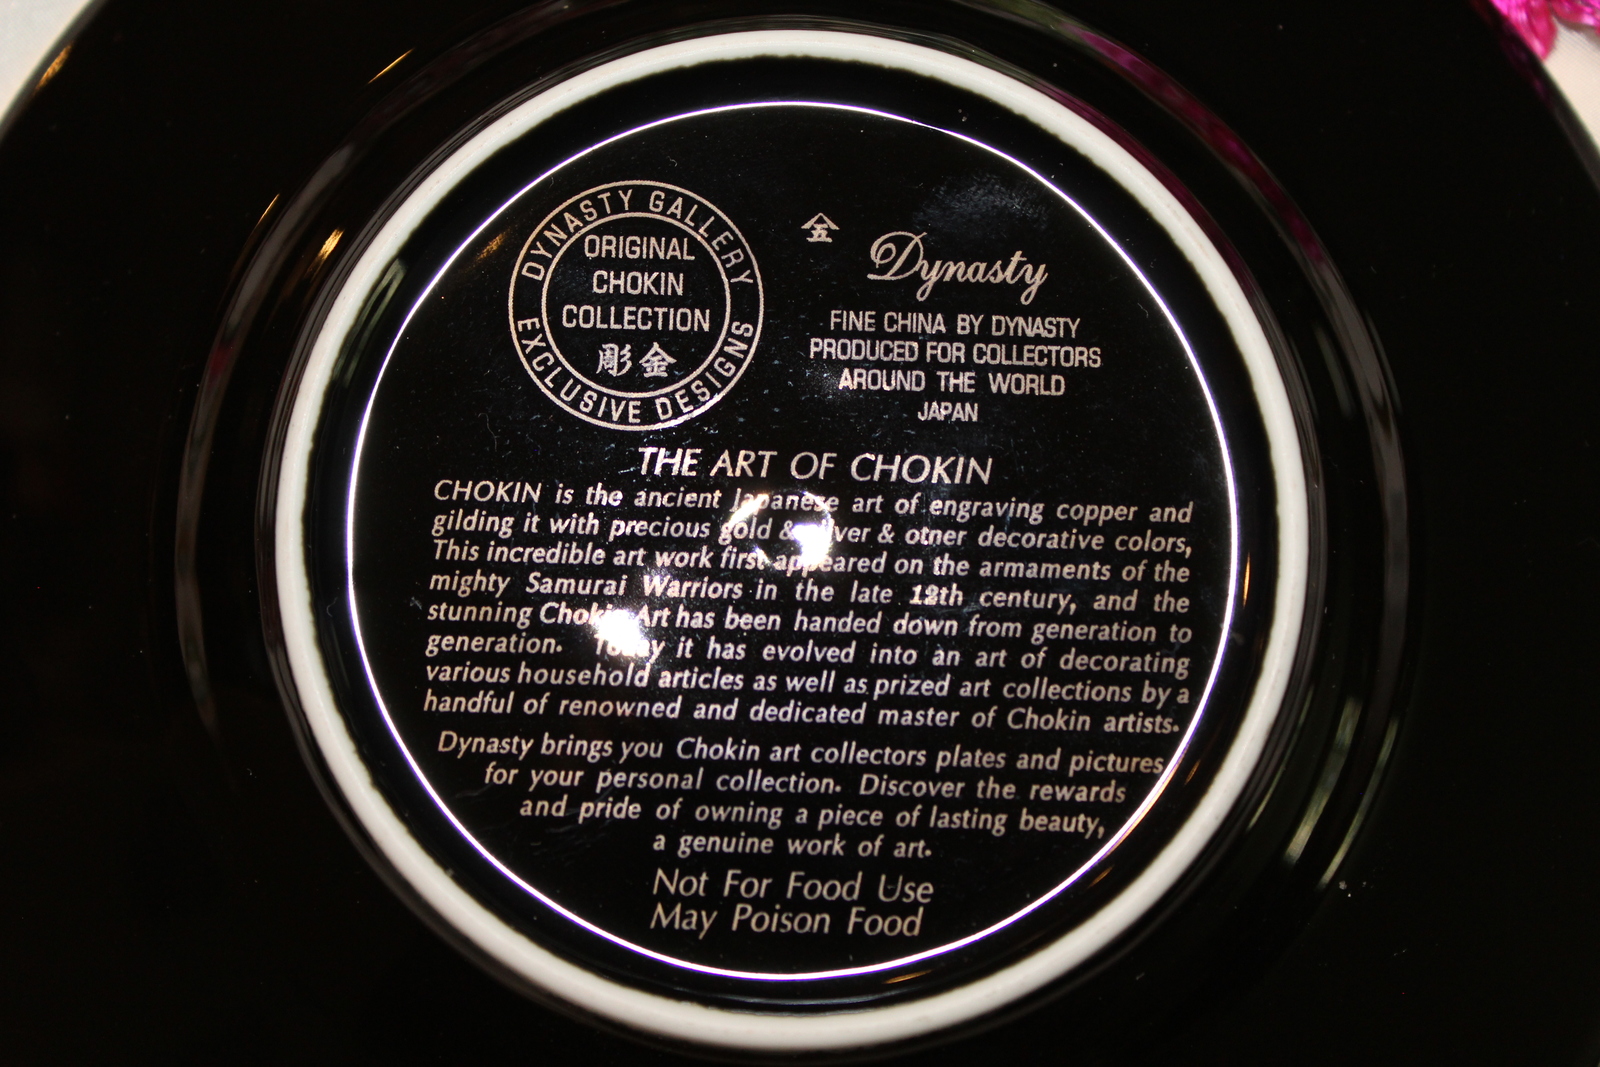 DYNASTY GALLERY
ORIGINAL
CHOKIN
COLLECTION
彫金
EXCLUSIVE DESIGNS
五
Dynasty
FINE CHINA BY DYNASTY
PRODUCED FOR COLLECTORS
AROUND THE WORLD
JAPAN
THE ART OF CHOKIN
CHOKIN is the ancient Japanese art of engraving copper and
gilding it with precious gold & silver & other decorative colors,
This incredible art work first appeared on the armaments of the
mighty Samurai Warriors in the late 12th century, and the
stunning Chokin Art has been handed down from generation to
generation. Today it has evolved into an art of decorating
various household articles as well as prized art collections by a
handful of renowned and dedicated master of Chokin artists.
Dynasty brings you Chokin art collectors plates and pictures
for your personal collection. Discover the rewards
and pride of owning a piece of lasting beauty,
a genuine work of art.
Not For Food Use
May Poison Food